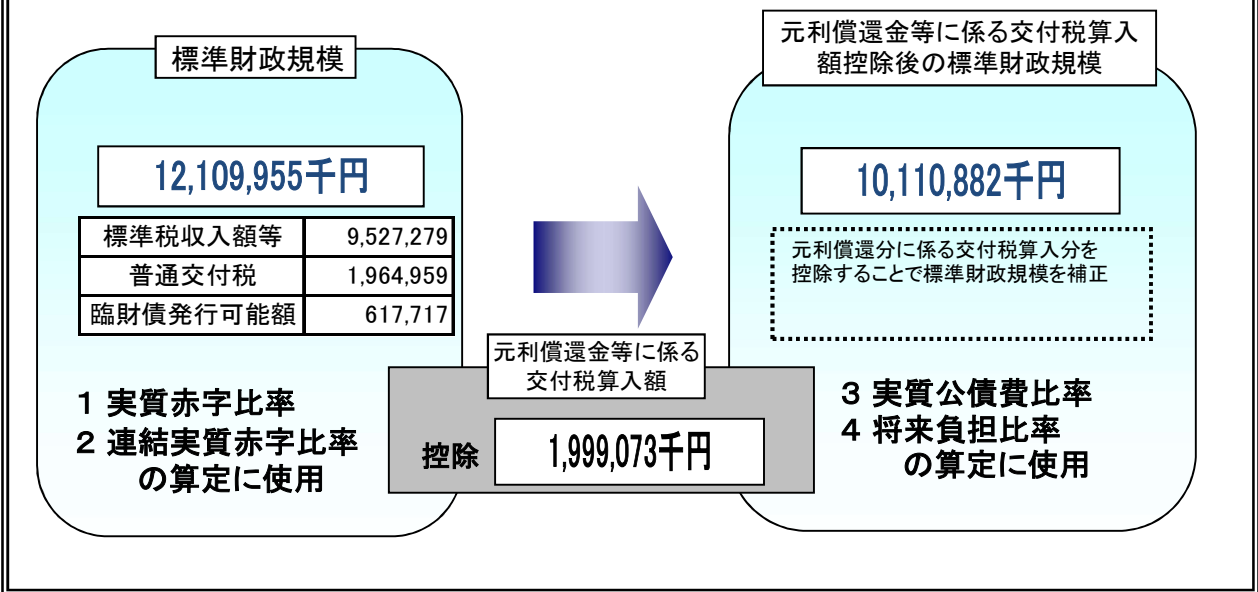 標準財政規模
12,109,955千円
標準税収入額等 9,527,279
普通交付税 1,964,959
臨財債発行可能額 617,717
1 実質赤字比率
2 連結実質赤字比率
の算定に使用
元利償還金等に係る
交付税算入額
控除 1,999,073千円
元利償還金等に係る交付税算入
額控除後の標準財政規模
10,110,882千円
元利償還分に係る交付税算入分を
控除することで標準財政規模を補正
3 実質公債費比率
4 将来負担比率
の算定に使用